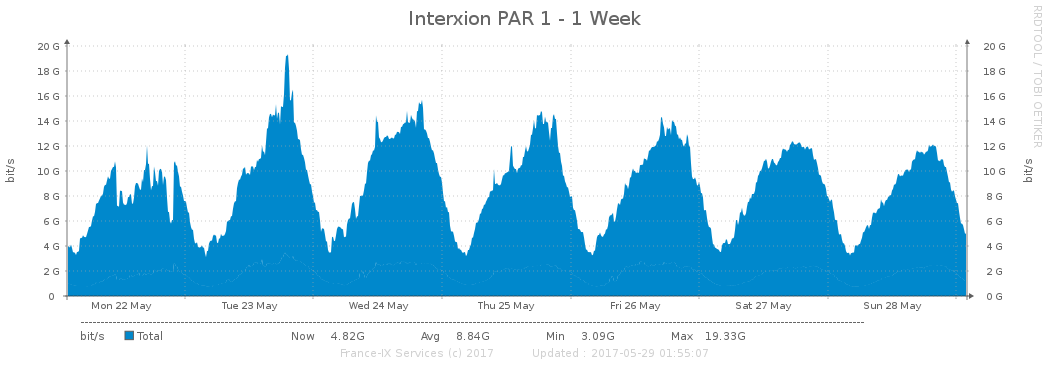 Interxion PAR 1 - 1 Week
RRDTOOL / TOBI OETIKER
bit/s
20 G
18 G
16 G
14 G
12 G
10 G
8 G
6 G
4 G
2 G
0
20 G
18 G
16 G
14 G
12 G
10 G
8 G
6 G
4 G
2 G
0 G
bit/s
Mon 22 May Tue 23 May Wed 24 May Thu 25 May Fri 26 May Sat 27 May Sun 28 May
bit/s Total Now 4.82G Avg 8.84G Min 3.09G Max 19.33G
France-IX Services (c) 2017 Updated : 2017-05-29 01:55:07